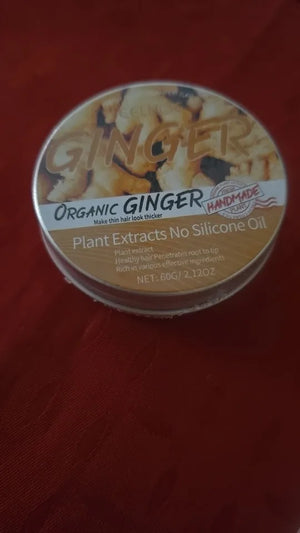 GINGER
ORGANIC GINGER
Make thin hair look thicker
HANDMADE
Plant Extracts No Silicone Oil
Plant extract
Healthy hair Penetrates root to tip
Rich in various effective ingredients
NET: 60G/ 2.12OZ